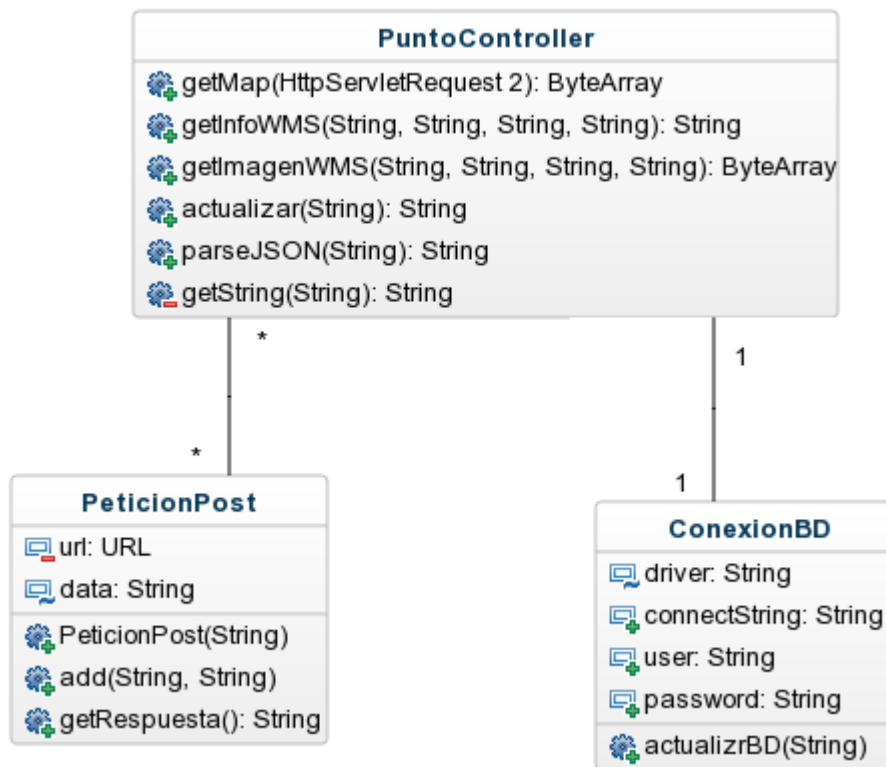 PuntoController
getMap(HttpServletRequest 2): ByteArray
getInfoWMS(String, String, String, String): String
getImagenWMS(String, String, String, String): ByteArray
actualizar(String): String
parseJSON(String): String
getString(String): String
*
1
*
1
PeticionPost
url: URL
data: String
PeticionPost(String)
add(String, String)
getRespuesta(): String
ConexionBD
driver: String
connectString: String
user: String
password: String
actualizrBD(String)